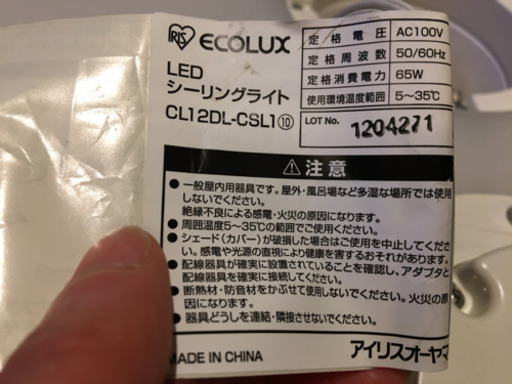 IRIS ECOLUX
LED
シーリングライト
CL12DL-CSL1⑩
定格電圧 AC100V
定格周波数 50/60Hz
定格消費電力 65W
使用環境温度範囲 5～35℃
LOT No. 1204271
⚠注意
●一般屋内用器具です。屋外・風呂場など多湿な場所では使用
しないでください。
絶縁不良による感電・火災の原因になります。
●周囲温度5～35℃の範囲でご使用ください。
●シェード(カバー)が破損した場合はご使用を中止してくださ
い。感電や光源の直視により健康を害するおそれがあります。
●配線器具が確実に設置されていることを確認し、アダプタと
配線器具を確実に接続してください。
●断熱材・防音材をかぶせて使用しないでください。火災の原
因になります。
●器具どうしを連結・隣接させないでください。
MADE IN CHINA
アイリスオーヤマ